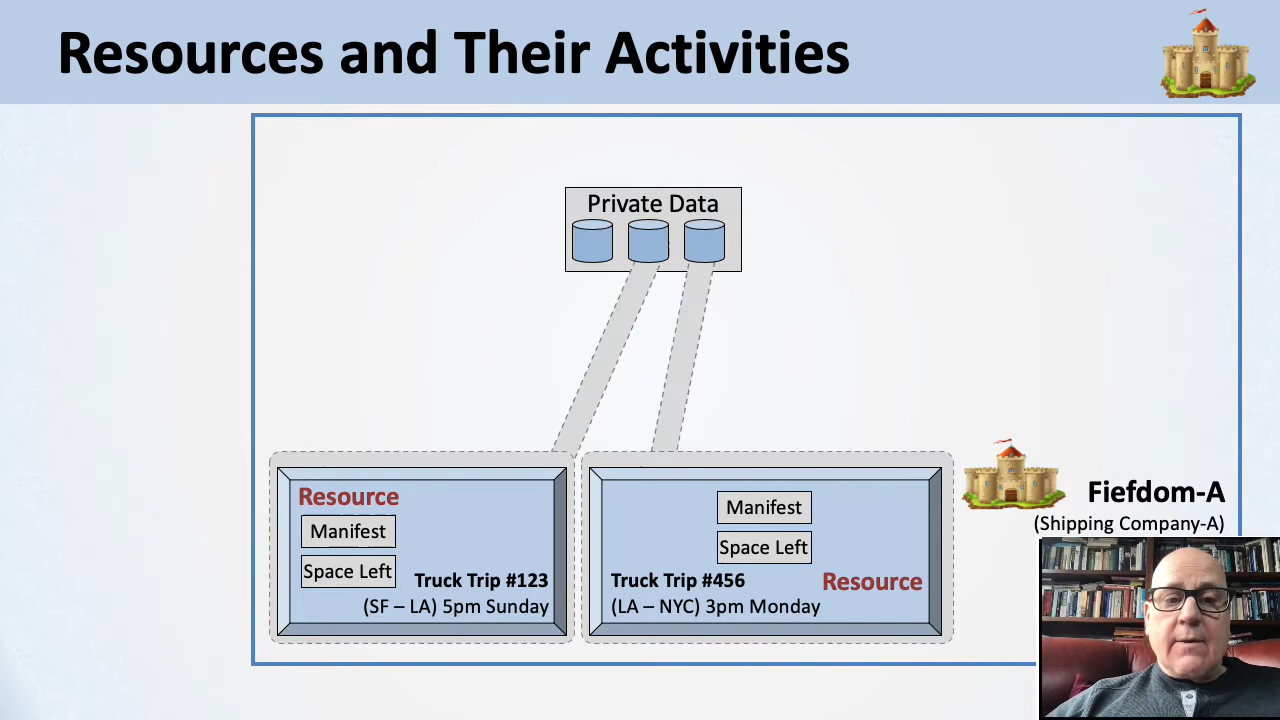 Resources and Their Activities
Private Data
Resource
Manifest
Space Left
Truck Trip #123
(SF – LA) 5pm Sunday
Manifest
Space Left
Truck Trip #456
Resource
(LA – NYC) 3pm Monday
Fiefdom-A
(Shipping Company-A)